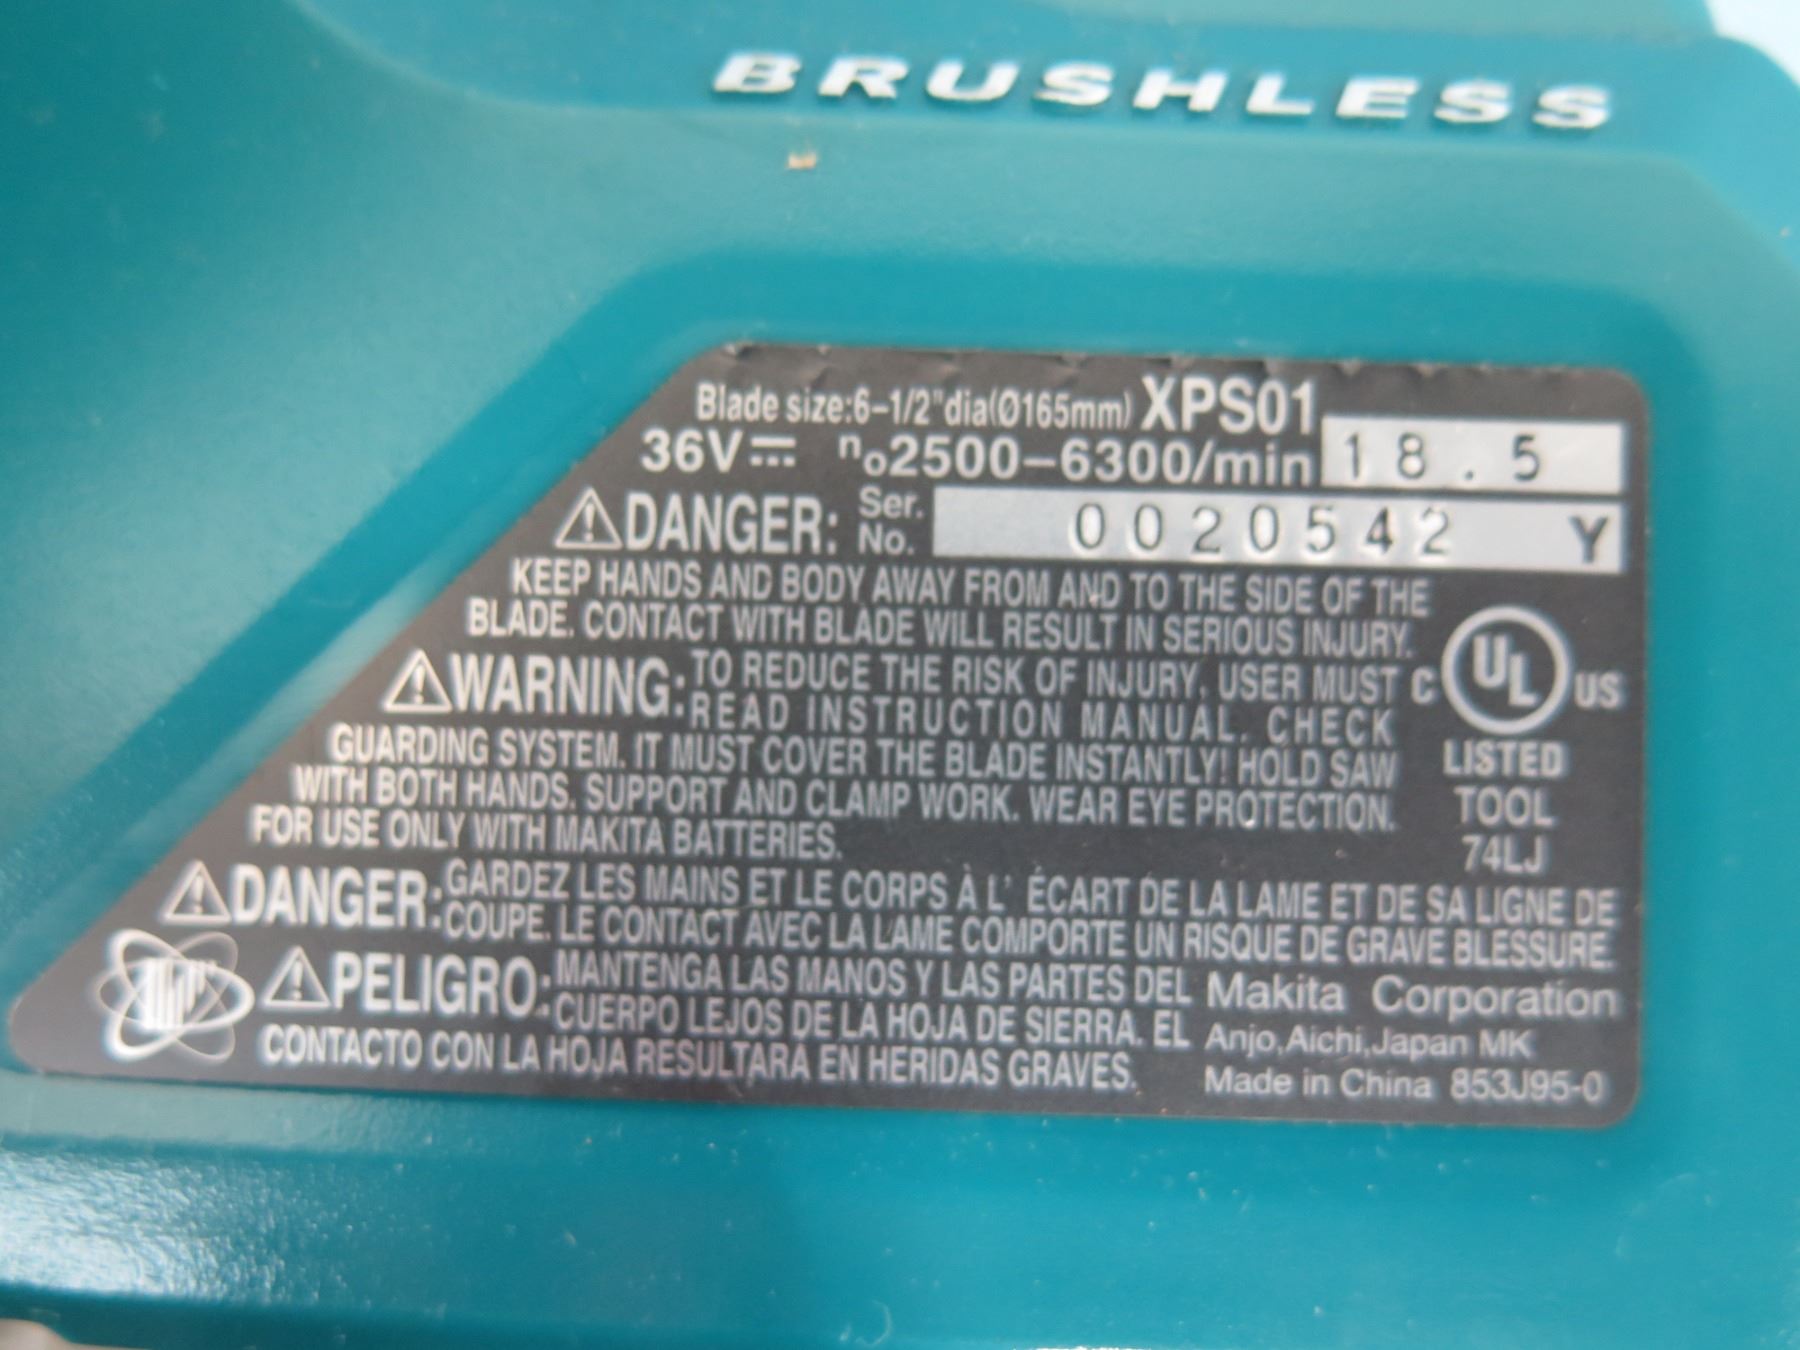 BRUSHLESS
Blade size:6-1/2"dia(Ø165mm) XPS01
36V⎓ n₀2500-6300/min 18.5
⚠DANGER: Ser. No. 0020542 Y
KEEP HANDS AND BODY AWAY FROM AND TO THE SIDE OF THE
BLADE. CONTACT WITH BLADE WILL RESULT IN SERIOUS INJURY.
⚠WARNING: TO REDUCE THE RISK OF INJURY, USER MUST
READ INSTRUCTION MANUAL. CHECK
GUARDING SYSTEM. IT MUST COVER THE BLADE INSTANTLY! HOLD SAW
WITH BOTH HANDS. SUPPORT AND CLAMP WORK. WEAR EYE PROTECTION.
FOR USE ONLY WITH MAKITA BATTERIES.
C UL US
LISTED
TOOL
74LJ
⚠DANGER: GARDEZ LES MAINS ET LE CORPS À L' ÉCART DE LA LAME ET DE SA LIGNE DE
COUPE. LE CONTACT AVEC LA LAME COMPORTE UN RISQUE DE GRAVE BLESSURE.
⚠PELIGRO: MANTENGA LAS MANOS Y LAS PARTES DEL
CUERPO LEJOS DE LA HOJA DE SIERRA. EL
CONTACTO CON LA HOJA RESULTARÁ EN HERIDAS GRAVES.
Makita Corporation
Anjo,Aichi,Japan MK
Made in China 853J95-0